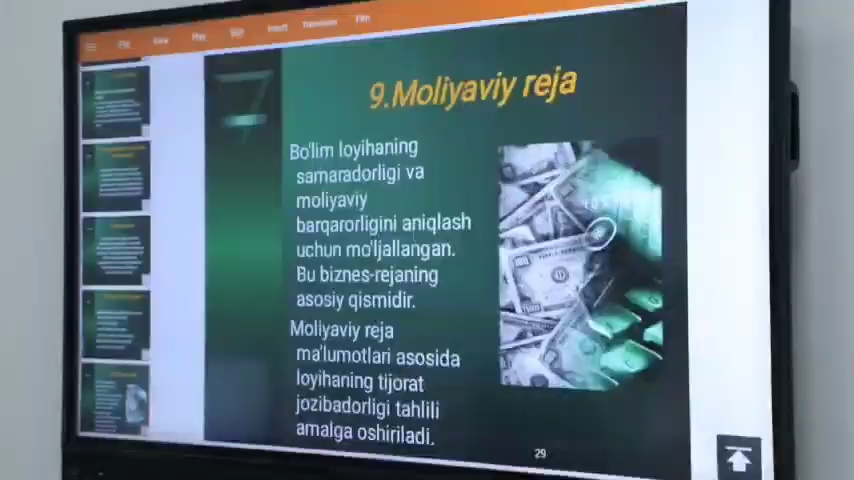 9.Moliyaviy reja
Bo'lim loyihaning
samaradorligi va
moliyaviy
barqarorligini aniqlash
uchun mo'ljallangan.
Bu biznes-rejaning
asosiy qismidir.
Moliyaviy reja
ma'lumotlari asosida
loyihaning tijorat
jozibadorligi tahlili
amalga oshiriladi.
29